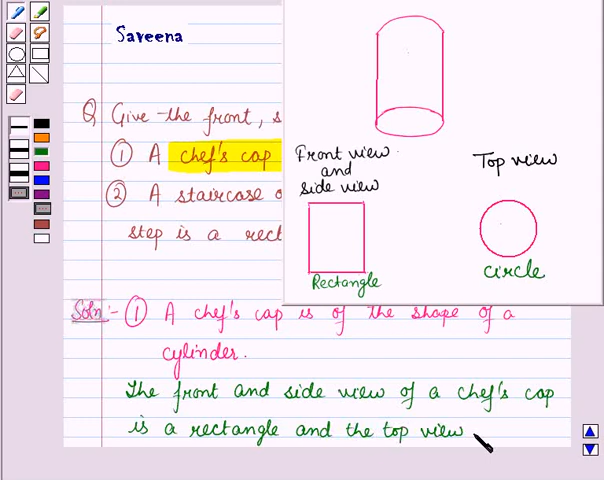 Saveena
Q Give the front, s
① A chef's cap
② A staircase o
step is a rect
Front view
and
side view
Top view
Rectangle
circle
Soln:- ① A chef's cap is of the shape of a
cylinder.
The front and side view of a chef's cap
is a rectangle and the top view